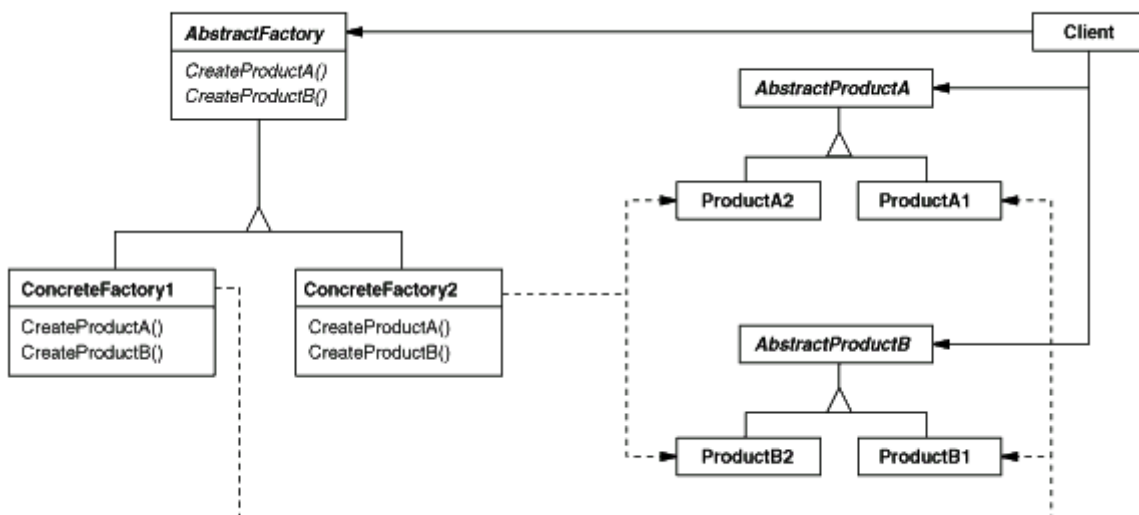 AbstractFactory
CreateProductA()
CreateProductB()
Client
AbstractProductA
ProductA2
ProductA1
ConcreteFactory1
CreateProductA()
CreateProductB()
ConcreteFactory2
CreateProductA()
CreateProductB()
AbstractProductB
ProductB2
ProductB1